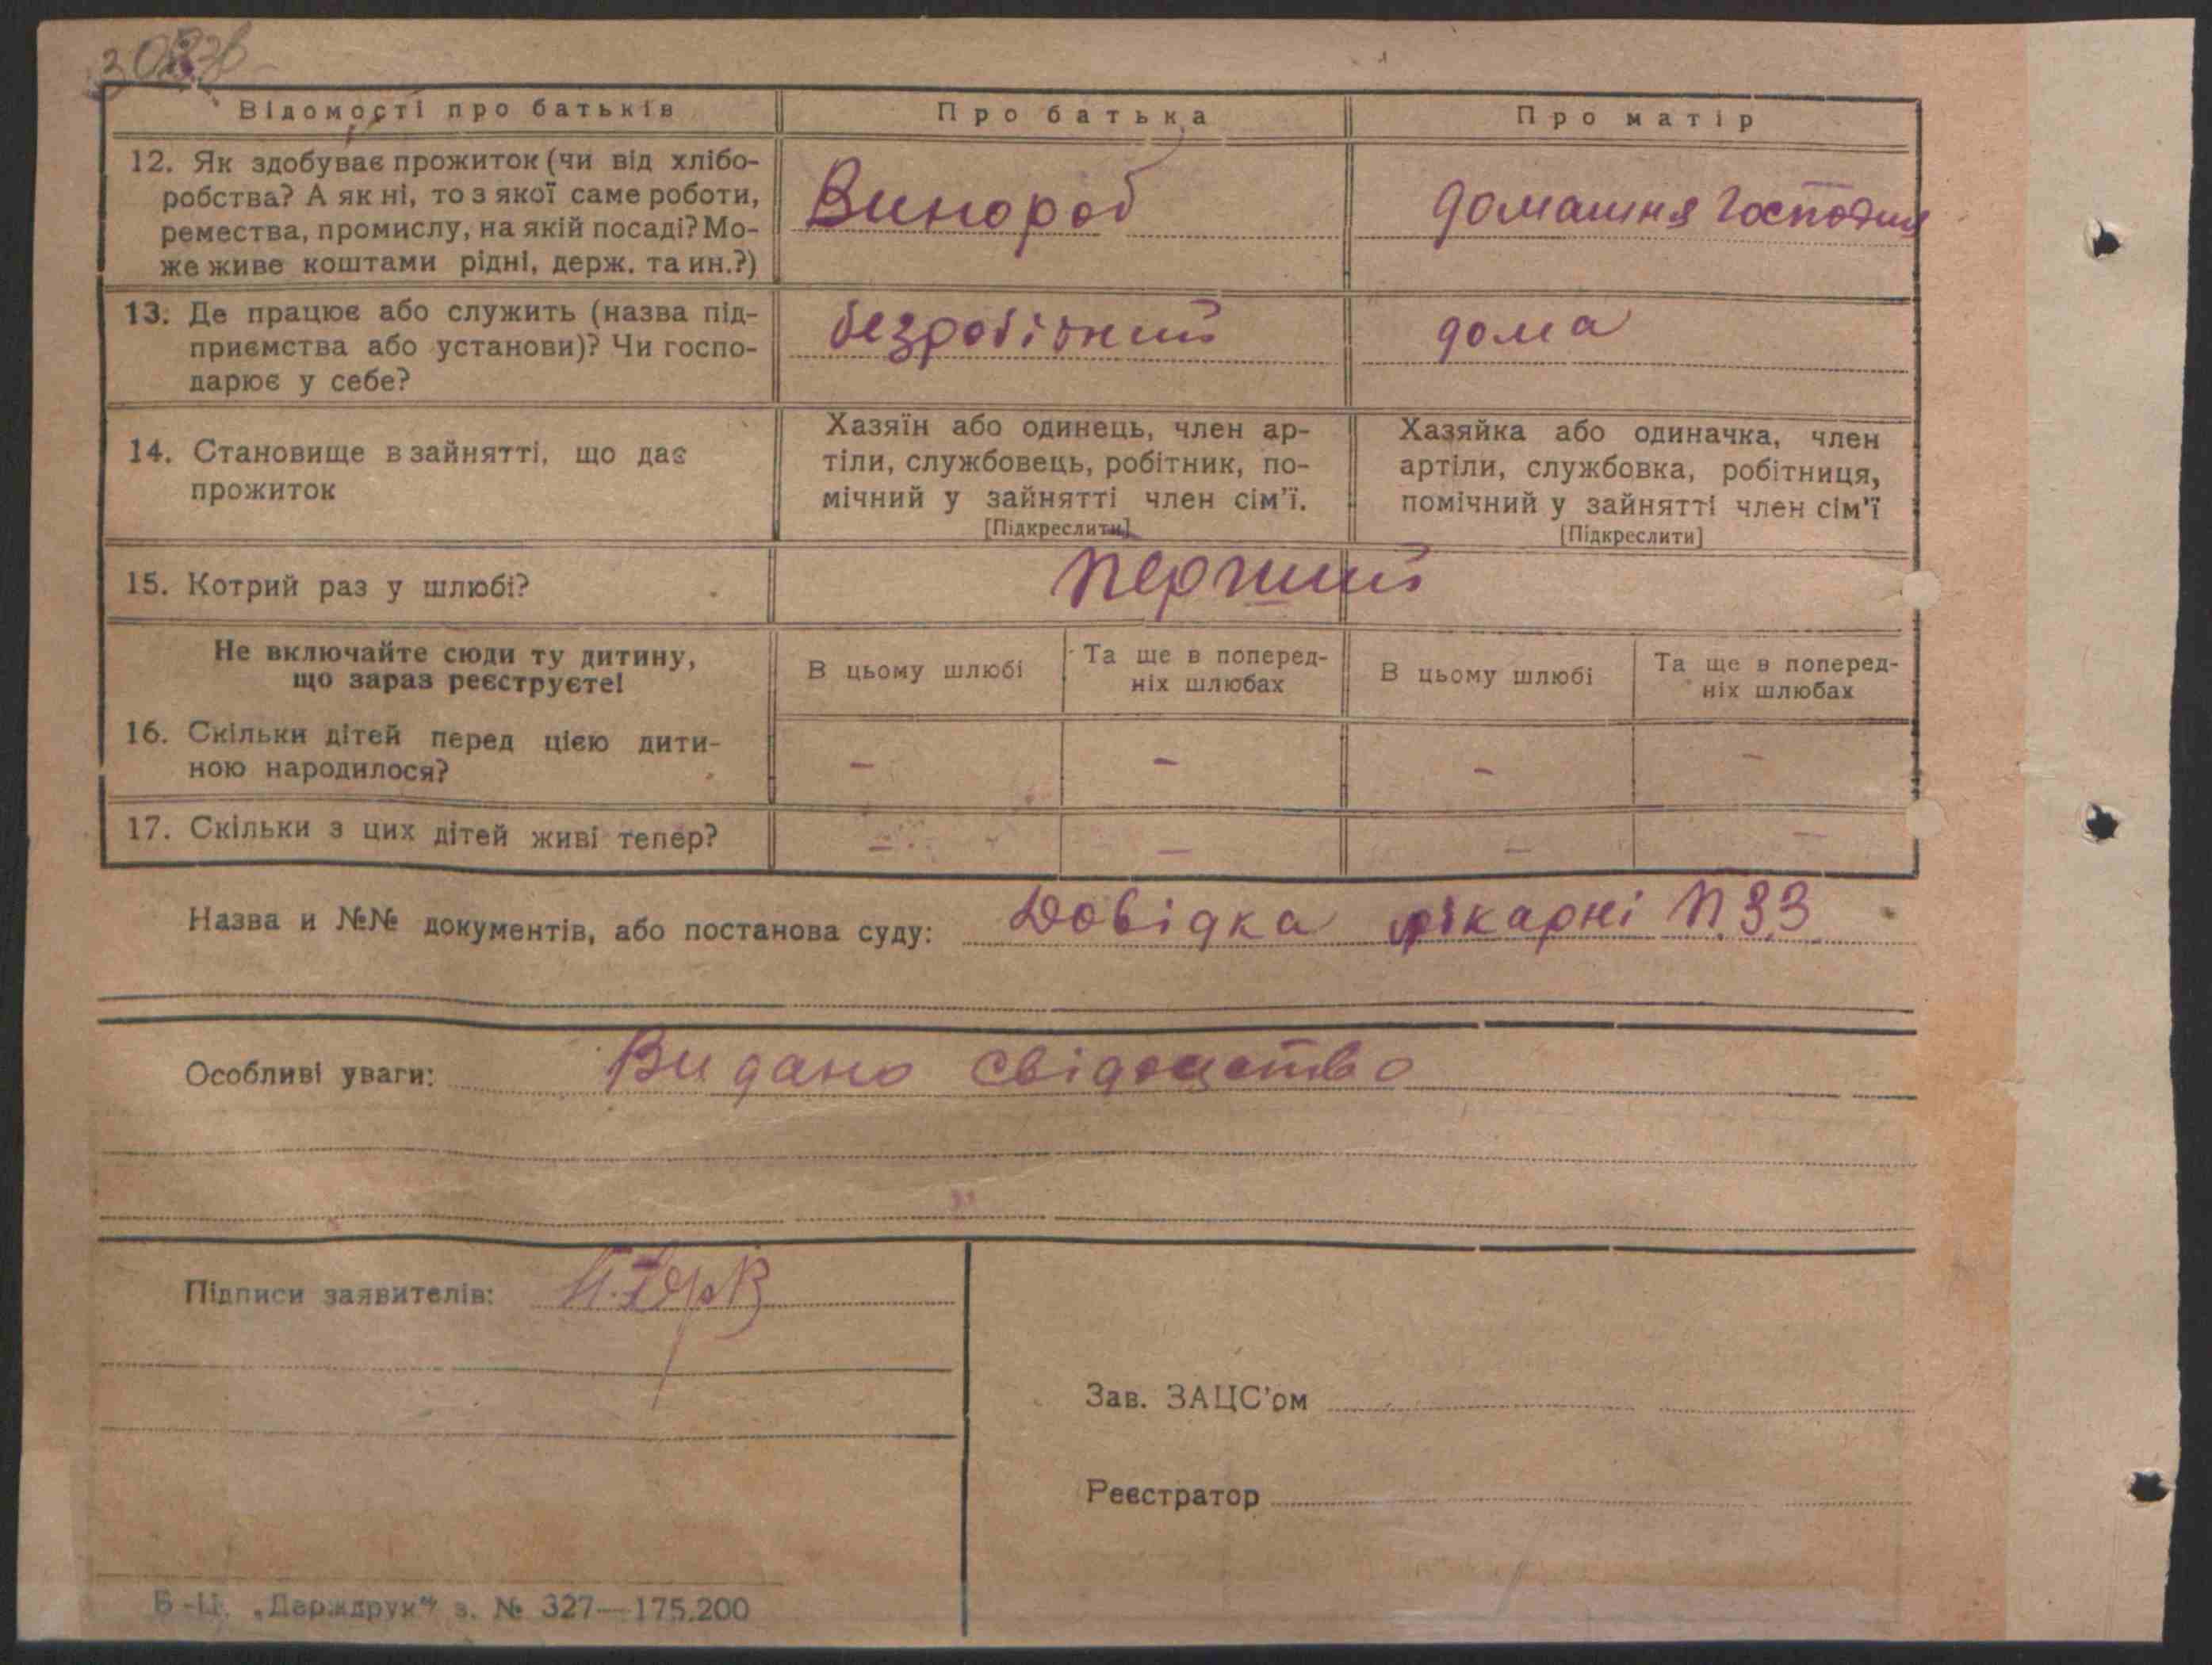 Відомості про батьків
Про батька
Про матір
12. Як здобуває прожиток (чи від хлібо-
робства? А як ні, то з якої саме роботи,
ремества, промислу, на якій посаді? Мо-
же живе коштами рідні, держ. та ин.?)
Винороб
домашня господиня
13. Де працює або служить (назва під-
приємства або установи)? Чи госпо-
дарює у себе?
безробітний
дома
14. Становище в зайнятті, що дає
прожиток
Хазяїн або одинець, член ар-
тіли, службовець, робітник, по-
мічний у зайнятті член сім'ї.
[Підкреслити]
Хазяйка або одиначка, член
артіли, службовка, робітниця,
помічний у зайнятті член сім'ї
[Підкреслити]
15. Котрий раз у шлюбі?
перший
Не включайте сюди ту дитину,
що зараз реєструєте!
В цьому шлюбі
Та ще в поперед-
ніх шлюбах
В цьому шлюбі
Та ще в поперед-
ніх шлюбах
16. Скільки дітей перед цією дити-
ною народилося?
– – – –
17. Скільки з цих дітей живі тепер?
– – – –
Назва и №№ документів, або постанова суду: Довідка лікарні П.З.З.
Особливі уваги: Видано свідоцтво
Підписи заявителів:
Зав. ЗАЦС'ом
Реєстратор
Б-Ц. „Держдрук" з. № 327—175.200